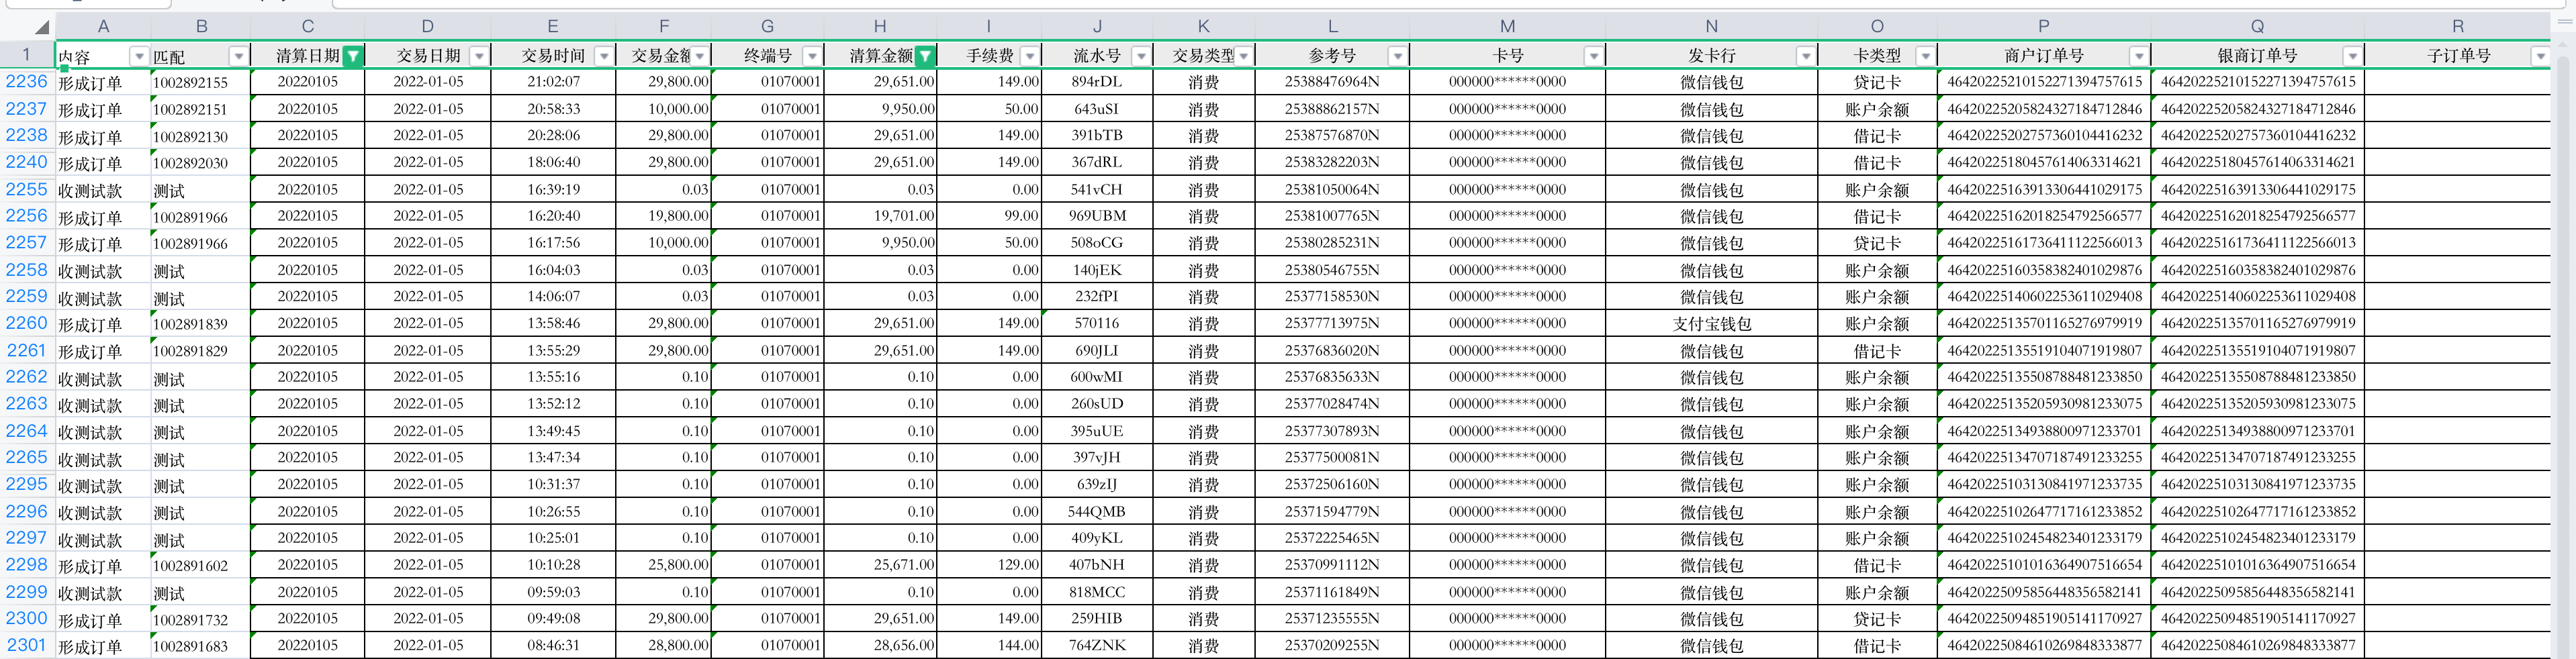 A B C D E F G H I J K L M N O P Q R
1 内容 匹配 清算日期 交易日期 交易时间 交易金额 终端号 清算金额 手续费 流水号 交易类型 参考号 卡号 发卡行 卡类型 商户订单号 银商订单号 子订单号
2236 形成订单 1002892155 20220105 2022-01-05 21:02:07 29,800.00 01070001 29,651.00 149.00 894rDL 消费 25388476964N 000000******0000 微信钱包 贷记卡 46420225210152271394757615 46420225210152271394757615
2237 形成订单 1002892151 20220105 2022-01-05 20:58:33 10,000.00 01070001 9,950.00 50.00 643uSI 消费 25388862157N 000000******0000 微信钱包 账户余额 46420225205824327184712846 46420225205824327184712846
2238 形成订单 1002892130 20220105 2022-01-05 20:28:06 29,800.00 01070001 29,651.00 149.00 391bTB 消费 25387576870N 000000******0000 微信钱包 借记卡 46420225202757360104416232 46420225202757360104416232
2240 形成订单 1002892030 20220105 2022-01-05 18:06:40 29,800.00 01070001 29,651.00 149.00 367dRL 消费 25383282203N 000000******0000 微信钱包 借记卡 46420225180457614063314621 46420225180457614063314621
2255 收测试款 测试 20220105 2022-01-05 16:39:19 0.03 01070001 0.03 0.00 541vCH 消费 25381050064N 000000******0000 微信钱包 账户余额 46420225163913306441029175 46420225163913306441029175
2256 形成订单 1002891966 20220105 2022-01-05 16:20:40 19,800.00 01070001 19,701.00 99.00 969UBM 消费 25381007765N 000000******0000 微信钱包 借记卡 46420225162018254792566577 46420225162018254792566577
2257 形成订单 1002891966 20220105 2022-01-05 16:17:56 10,000.00 01070001 9,950.00 50.00 508oCG 消费 25380285231N 000000******0000 微信钱包 贷记卡 46420225161736411122566013 46420225161736411122566013
2258 收测试款 测试 20220105 2022-01-05 16:04:03 0.03 01070001 0.03 0.00 140jEK 消费 25380546755N 000000******0000 微信钱包 账户余额 46420225160358382401029876 46420225160358382401029876
2259 收测试款 测试 20220105 2022-01-05 14:06:07 0.03 01070001 0.03 0.00 232fPI 消费 25377158530N 000000******0000 微信钱包 账户余额 46420225140602253611029408 46420225140602253611029408
2260 形成订单 1002891839 20220105 2022-01-05 13:58:46 29,800.00 01070001 29,651.00 149.00 570116 消费 25377713975N 000000******0000 支付宝钱包 账户余额 46420225135701165276979919 46420225135701165276979919
2261 形成订单 1002891829 20220105 2022-01-05 13:55:29 29,800.00 01070001 29,651.00 149.00 690JLI 消费 25376836020N 000000******0000 微信钱包 借记卡 46420225135519104071919807 46420225135519104071919807
2262 收测试款 测试 20220105 2022-01-05 13:55:16 0.10 01070001 0.10 0.00 600wMI 消费 25376835633N 000000******0000 微信钱包 账户余额 46420225135508788481233850 46420225135508788481233850
2263 收测试款 测试 20220105 2022-01-05 13:52:12 0.10 01070001 0.10 0.00 260sUD 消费 25377028474N 000000******0000 微信钱包 账户余额 46420225135205930981233075 46420225135205930981233075
2264 收测试款 测试 20220105 2022-01-05 13:49:45 0.10 01070001 0.10 0.00 395uUE 消费 25377307893N 000000******0000 微信钱包 账户余额 46420225134938800971233701 46420225134938800971233701
2265 收测试款 测试 20220105 2022-01-05 13:47:34 0.10 01070001 0.10 0.00 397vJH 消费 25377500081N 000000******0000 微信钱包 账户余额 46420225134707187491233255 46420225134707187491233255
2295 收测试款 测试 20220105 2022-01-05 10:31:37 0.10 01070001 0.10 0.00 639zIJ 消费 25372506160N 000000******0000 微信钱包 账户余额 46420225103130841971233735 46420225103130841971233735
2296 收测试款 测试 20220105 2022-01-05 10:26:55 0.10 01070001 0.10 0.00 544QMB 消费 25371594779N 000000******0000 微信钱包 账户余额 46420225102647717161233852 46420225102647717161233852
2297 收测试款 测试 20220105 2022-01-05 10:25:01 0.10 01070001 0.10 0.00 409yKL 消费 25372225465N 000000******0000 微信钱包 账户余额 46420225102454823401233179 46420225102454823401233179
2298 形成订单 1002891602 20220105 2022-01-05 10:10:28 25,800.00 01070001 25,671.00 129.00 407bNH 消费 25370991112N 000000******0000 微信钱包 借记卡 46420225101016364907516654 46420225101016364907516654
2299 收测试款 测试 20220105 2022-01-05 09:59:03 0.10 01070001 0.10 0.00 818MCC 消费 25371161849N 000000******0000 微信钱包 账户余额 46420225095856448356582141 46420225095856448356582141
2300 形成订单 1002891732 20220105 2022-01-05 09:49:08 29,800.00 01070001 29,651.00 149.00 259HIB 消费 25371235555N 000000******0000 微信钱包 贷记卡 46420225094851905141170927 46420225094851905141170927
2301 形成订单 1002891683 20220105 2022-01-05 08:46:31 28,800.00 01070001 28,656.00 144.00 764ZNK 消费 25370209255N 000000******0000 微信钱包 借记卡 46420225084610269848333877 46420225084610269848333877